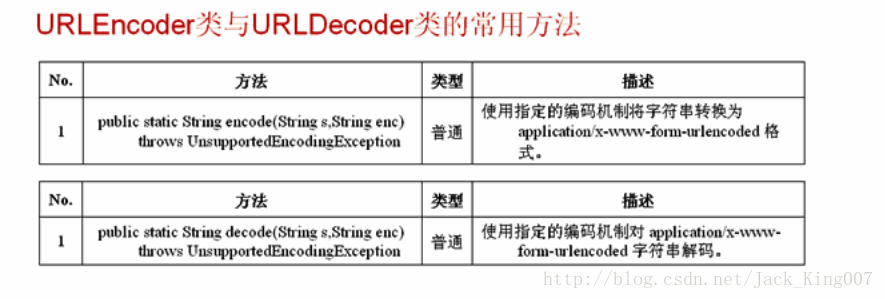 URLEncoder类与URLDecoder类的常用方法
No. 方法 类型 描述
1 public static String encode(String s,String enc) throws UnsupportedEncodingException 普通 使用指定的编码机制将字符串转换为 application/x-www-form-urlencoded 格式。
No. 方法 类型 描述
1 public static String decode(String s,String enc) throws UnsupportedEncodingException 普通 使用指定的编码机制对 application/x-www-form-urlencoded 字符串解码。
http://blog.csdn.net/Jack_King007